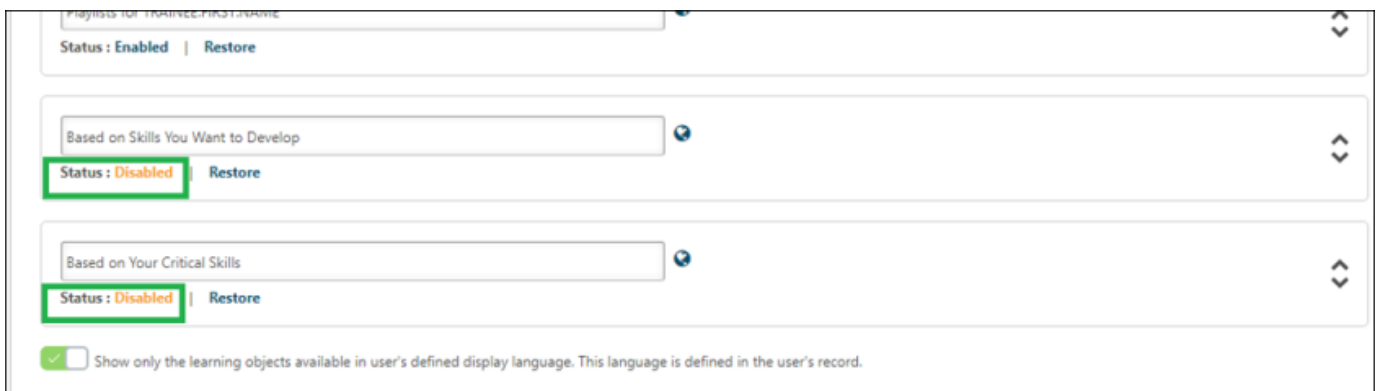 Playlists for TRAINEE.FIRST.NAME
Status : Enabled | Restore
Based on Skills You Want to Develop
Status : Disabled | Restore
Based on Your Critical Skills
Status : Disabled | Restore
Show only the learning objects available in user's defined display language. This language is defined in the user's record.